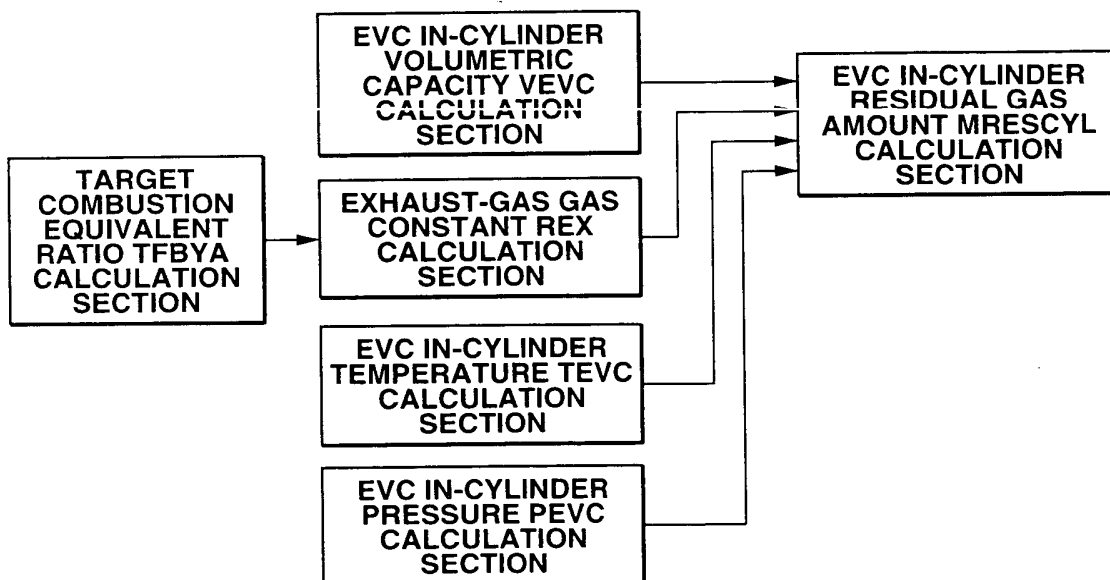 EVC IN-CYLINDER
VOLUMETRIC
CAPACITY VEVC
CALCULATION
SECTION
EVC IN-CYLINDER
RESIDUAL GAS
AMOUNT MRESCYL
CALCULATION
SECTION
TARGET
COMBUSTION
EQUIVALENT
RATIO TFBYA
CALCULATION
SECTION
EXHAUST-GAS GAS
CONSTANT REX
CALCULATION
SECTION
EVC IN-CYLINDER
TEMPERATURE TEVC
CALCULATION
SECTION
EVC IN-CYLINDER
PRESSURE PEVC
CALCULATION
SECTION